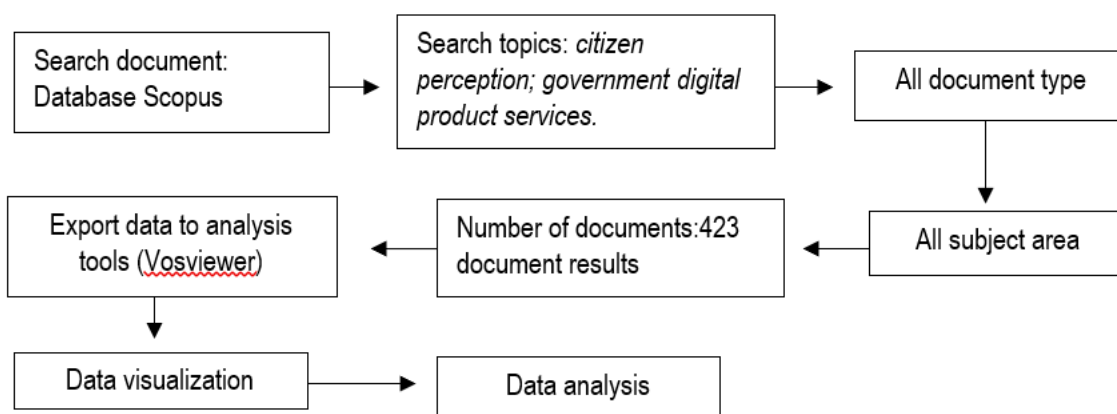 Search document:
Database Scopus
Search topics: citizen
perception; government digital
product services.
All document type
All subject area
Number of documents:423
document results
Export data to analysis
tools (Vosviewer)
Data visualization
Data analysis